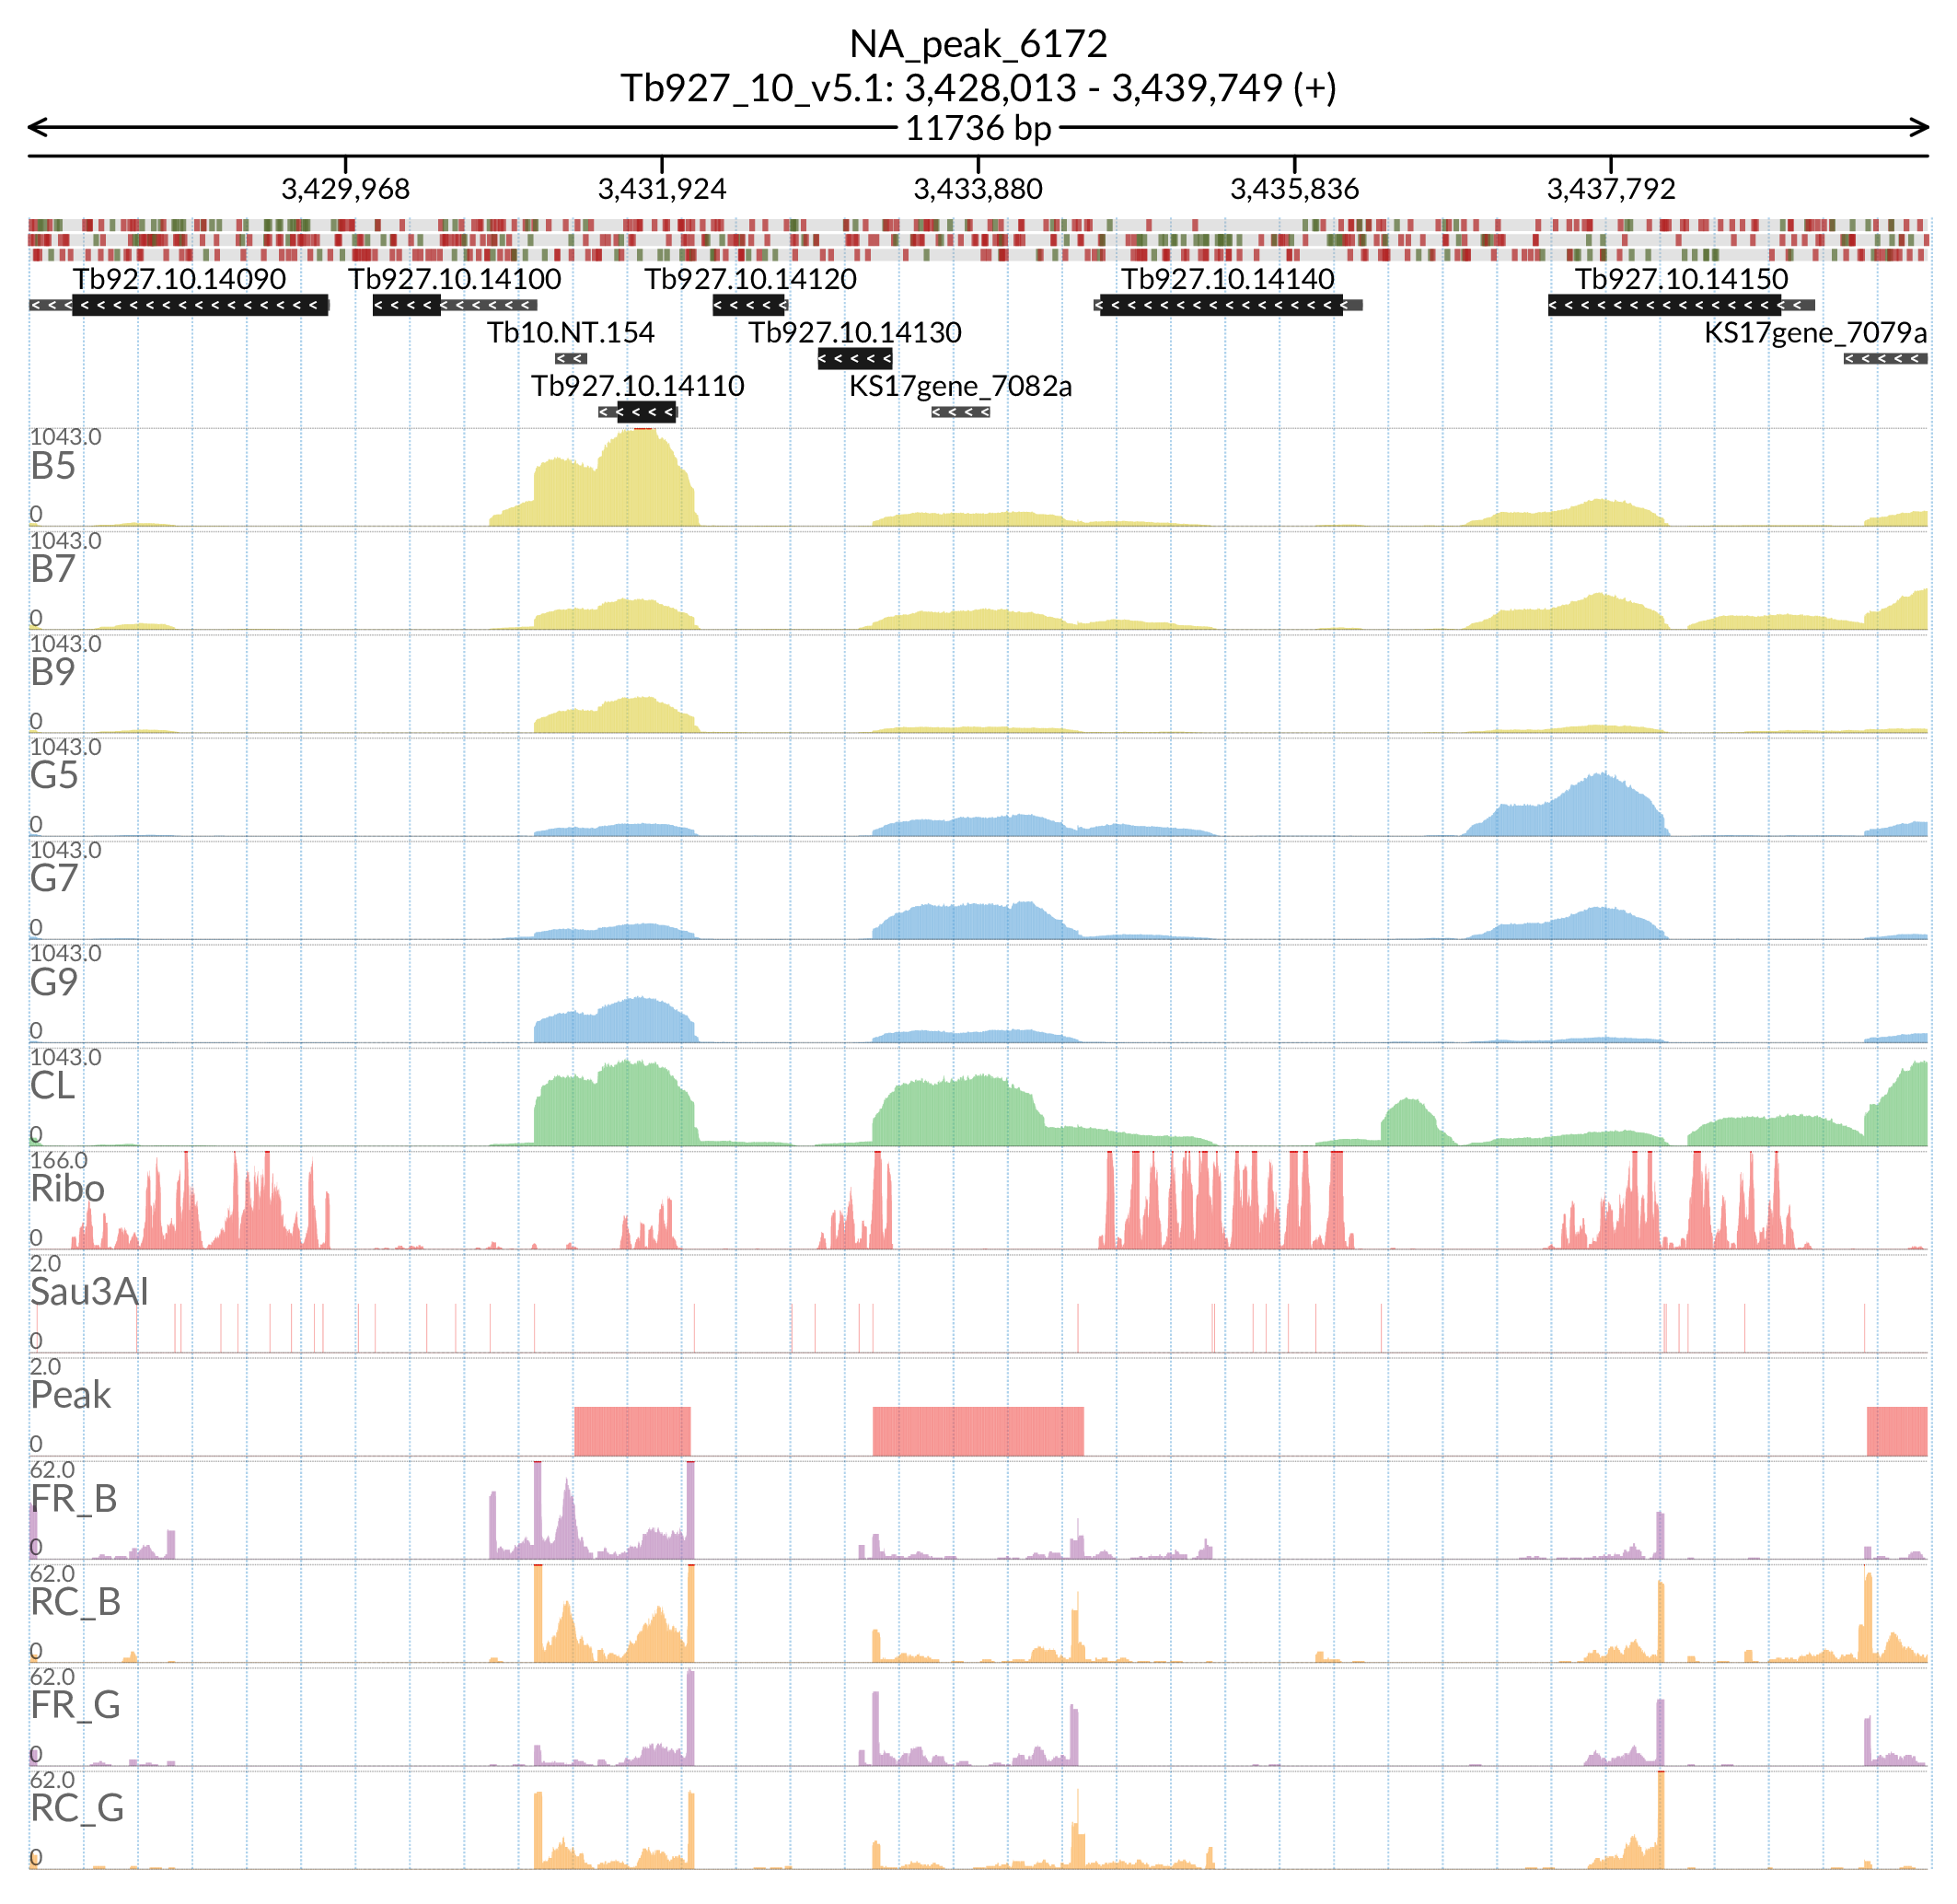 NA_peak_6172
Tb927_10_v5.1: 3,428,013 - 3,439,749 (+)
11736 bp
3,429,968 3,431,924 3,433,880 3,435,836 3,437,792
Tb927.10.14090 Tb927.10.14100 Tb927.10.14120 Tb927.10.14140 Tb927.10.14150
Tb10.NT.154 Tb927.10.14130 KS17gene_7079a
Tb927.10.14110 KS17gene_7082a
1043.0
B5
0
1043.0
B7
0
1043.0
B9
0
1043.0
G5
0
1043.0
G7
0
1043.0
G9
0
1043.0
CL
0
166.0
Ribo
0
2.0
Sau3AI
0
2.0
Peak
0
62.0
FR_B
0
62.0
RC_B
0
62.0
FR_G
0
62.0
RC_G
0